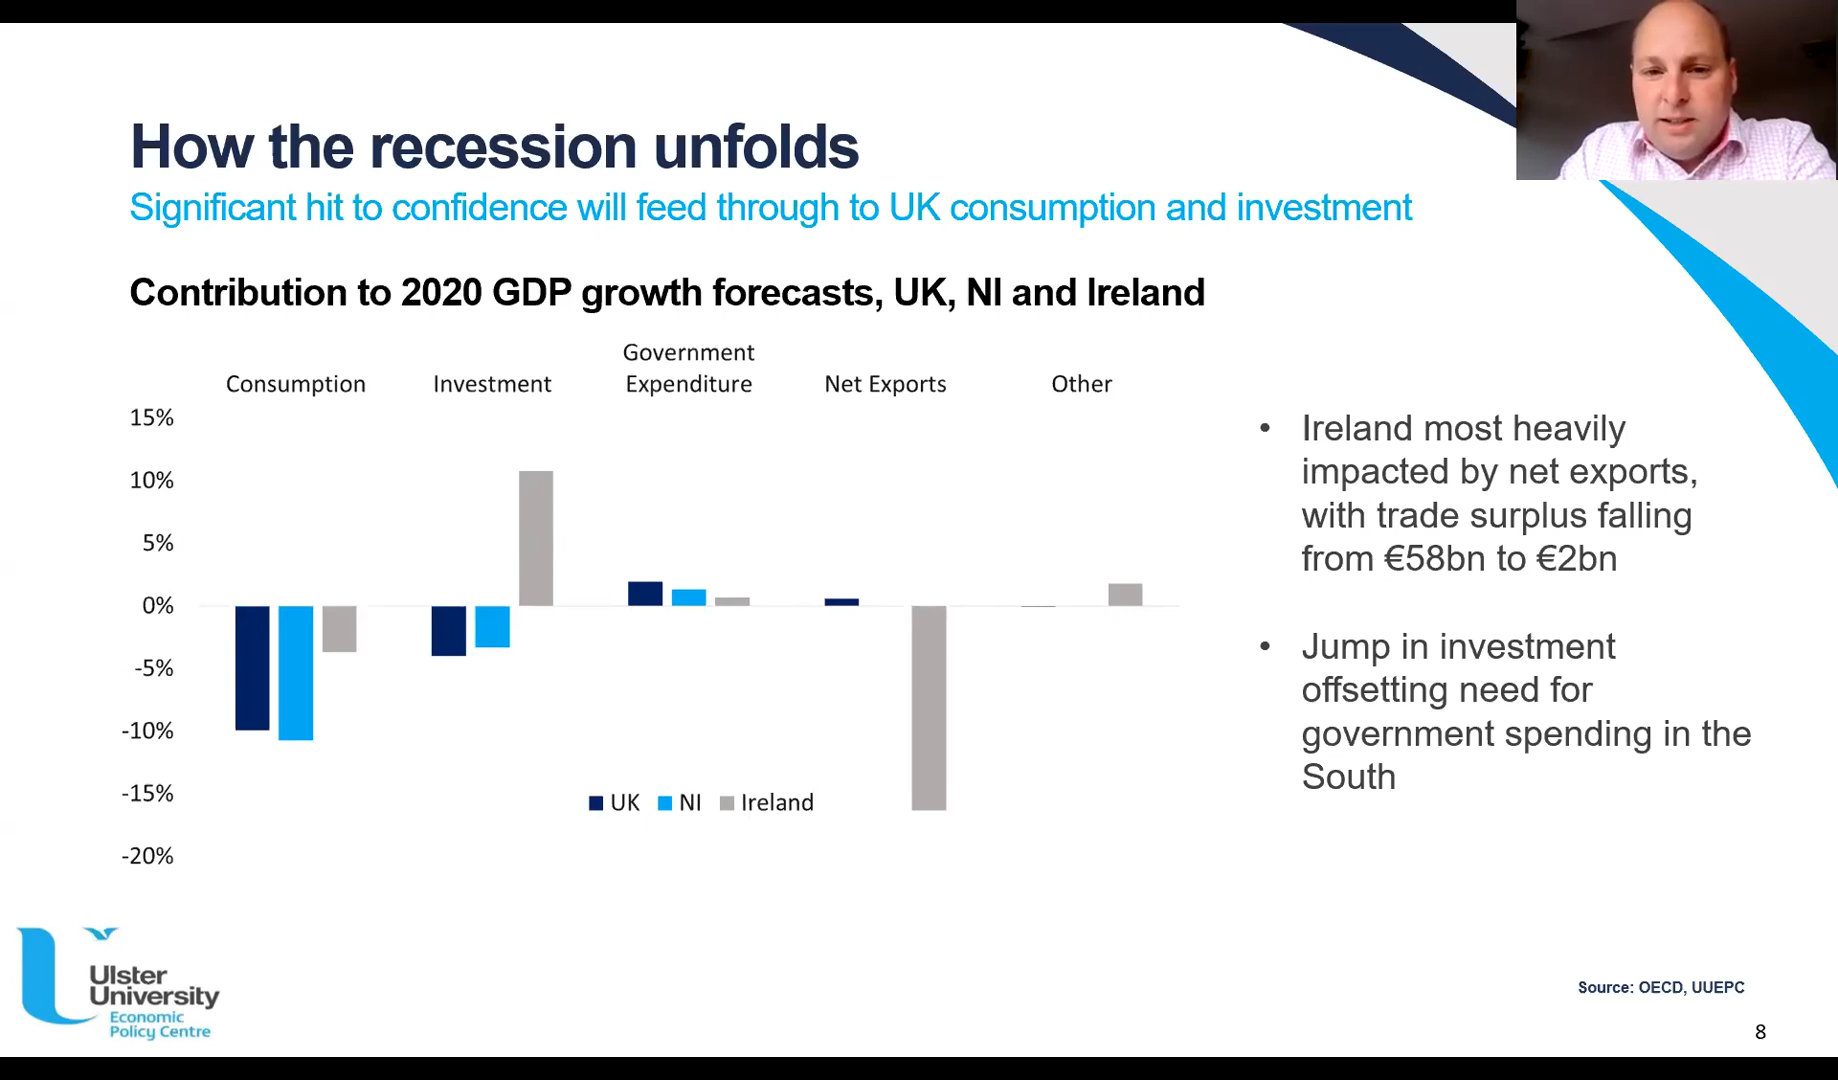 How the recession unfolds
Significant hit to confidence will feed through to UK consumption and investment
Contribution to 2020 GDP growth forecasts, UK, NI and Ireland
Government
Consumption Investment Expenditure Net Exports Other
15%
10%
5%
0%
-5%
-10%
-15%
-20%
UK NI Ireland
• Ireland most heavily
impacted by net exports,
with trade surplus falling
from €58bn to €2bn
• Jump in investment
offsetting need for
government spending in the
South
Ulster
University
Economic
Policy Centre
Source: OECD, UUEPC
8